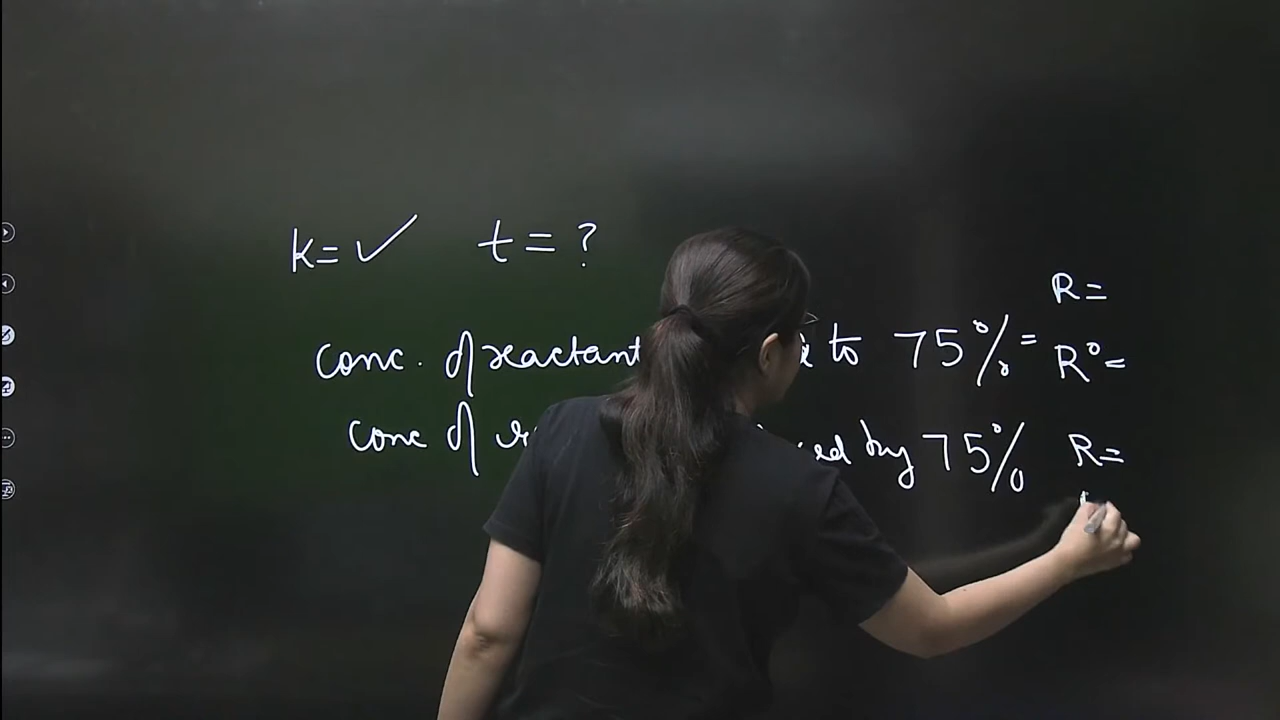 k= ✓ t = ?
R=
conc. of reactant to 75% =
R° =
conc of by 75%
R=